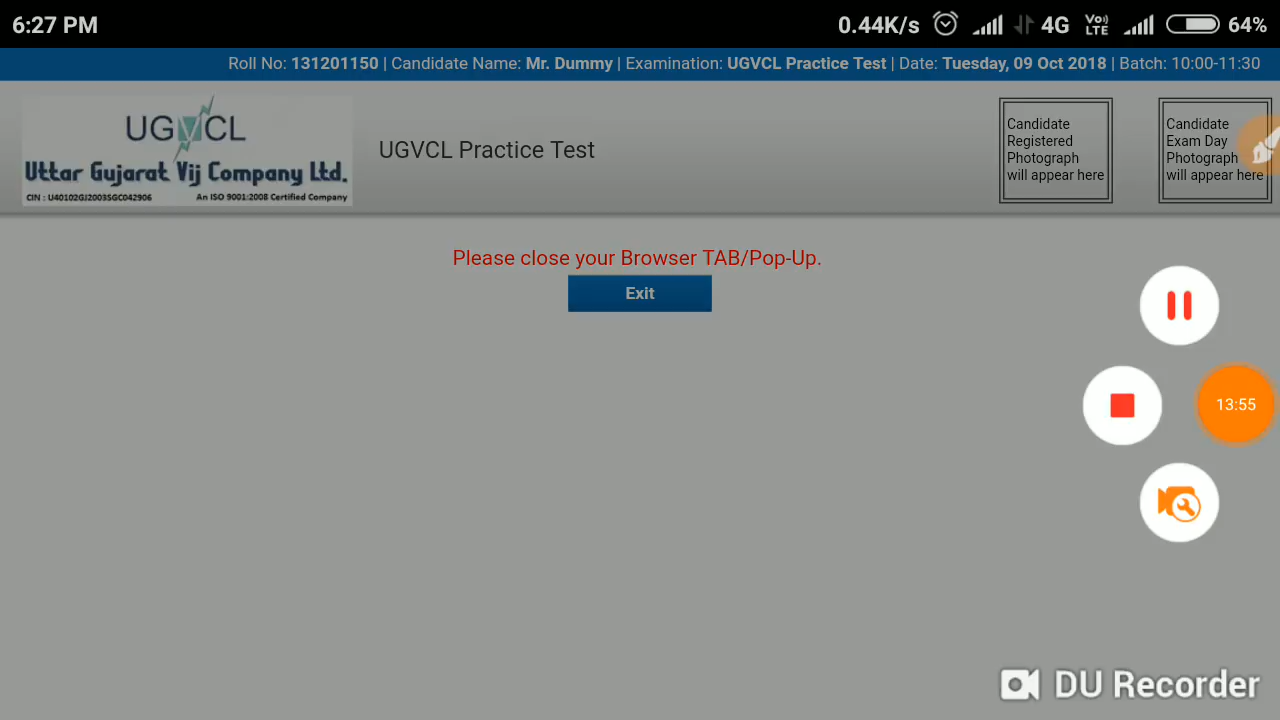 6:27 PM 0.44K/s 4G Vo)) LTE 64%
Roll No: 131201150 | Candidate Name: Mr. Dummy | Examination: UGVCL Practice Test | Date: Tuesday, 09 Oct 2018 | Batch: 10:00-11:30
UGVCL
Uttar Gujarat Vij Company Ltd.
CIN : U40102GJ2003SGC042906 An ISO 9001:2008 Certified Company
UGVCL Practice Test
Candidate
Registered
Photograph
will appear here
Candidate
Exam Day
Photograph
will appear here
Please close your Browser TAB/Pop-Up.
Exit
13:55
DU Recorder